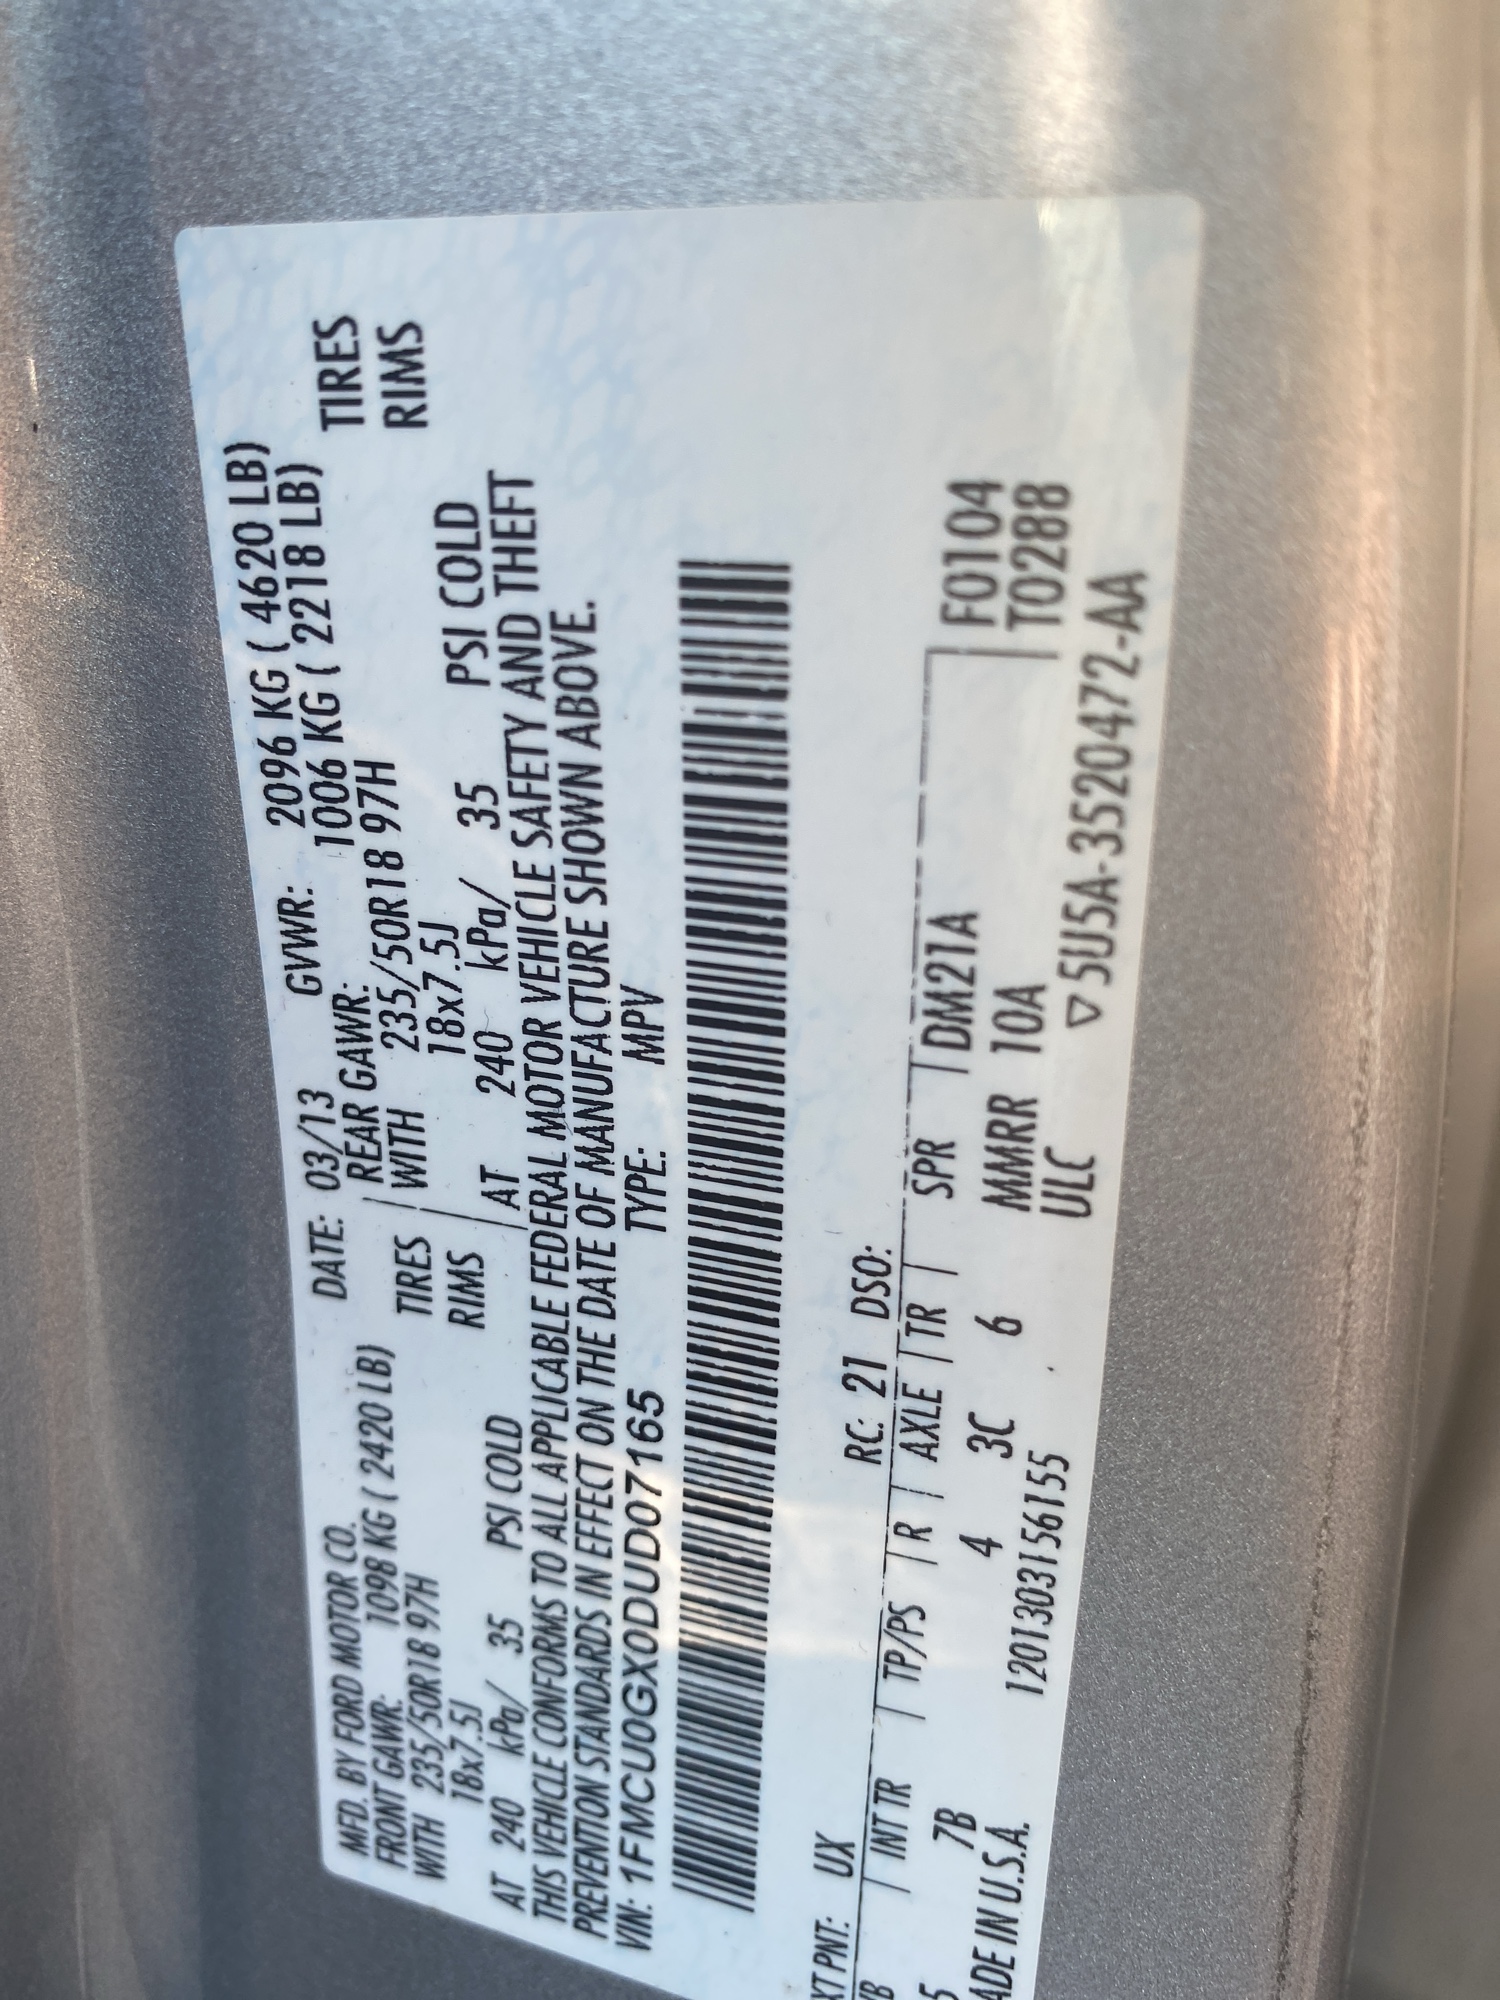 MFD. BY FORD MOTOR CO. DATE: 03/13 GVWR: 2096 KG ( 4620 LB)
FRONT GAWR: 1098 KG ( 2420 LB) REAR GAWR: 1006 KG ( 2218 LB)
WITH 235/50R18 97H TIRES WITH 235/50R18 97H TIRES
18x7.5J RIMS 18x7.5J RIMS
AT 240 kPa/ 35 PSI COLD AT 240 kPa/ 35 PSI COLD
THIS VEHICLE CONFORMS TO ALL APPLICABLE FEDERAL MOTOR VEHICLE SAFETY AND THEFT
PREVENTION STANDARDS IN EFFECT ON THE DATE OF MANUFACTURE SHOWN ABOVE.
VIN: 1FMCU0GX0DUD07165 TYPE: MPV
XT PNT: UX RC: 21 DSO:
INT TR TP/PS R AXLE TR SPR DM21A F0104
7B 4 3C 6 MMRR 10A T0288
ADE IN U.S.A. 1201303156155 ULC ▽5U5A-3520472-AA